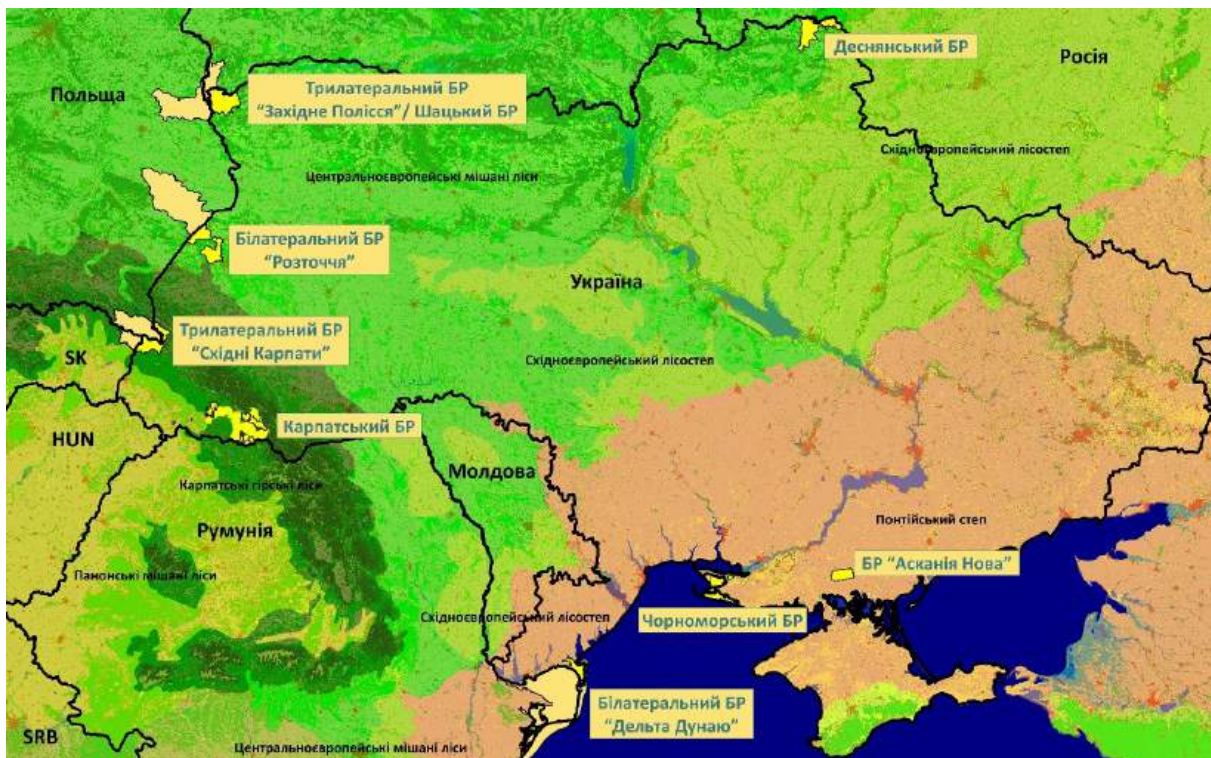 Деснянський БР
Росія
Польща
Трилатеральний БР
“Західне Полісся”/ Шацький БР
Східноєвропейський лісостеп
Центральноєвропейські мішані ліси
Білатеральний БР
“Розточчя”
Україна
Трилатеральний БР
“Східні Карпати”
SK
Східноєвропейський лісостеп
Карпатський БР
HUN
Молдова
Карпатські гірські ліси
Румунія
Понтійський степ
БР “Асканія Нова”
Панонські мішані ліси
Східноєвропейський лісостеп
Чорноморський БР
Білатеральний БР
“Дельта Дунаю”
SRB
Центральноєвропейські мішані ліси